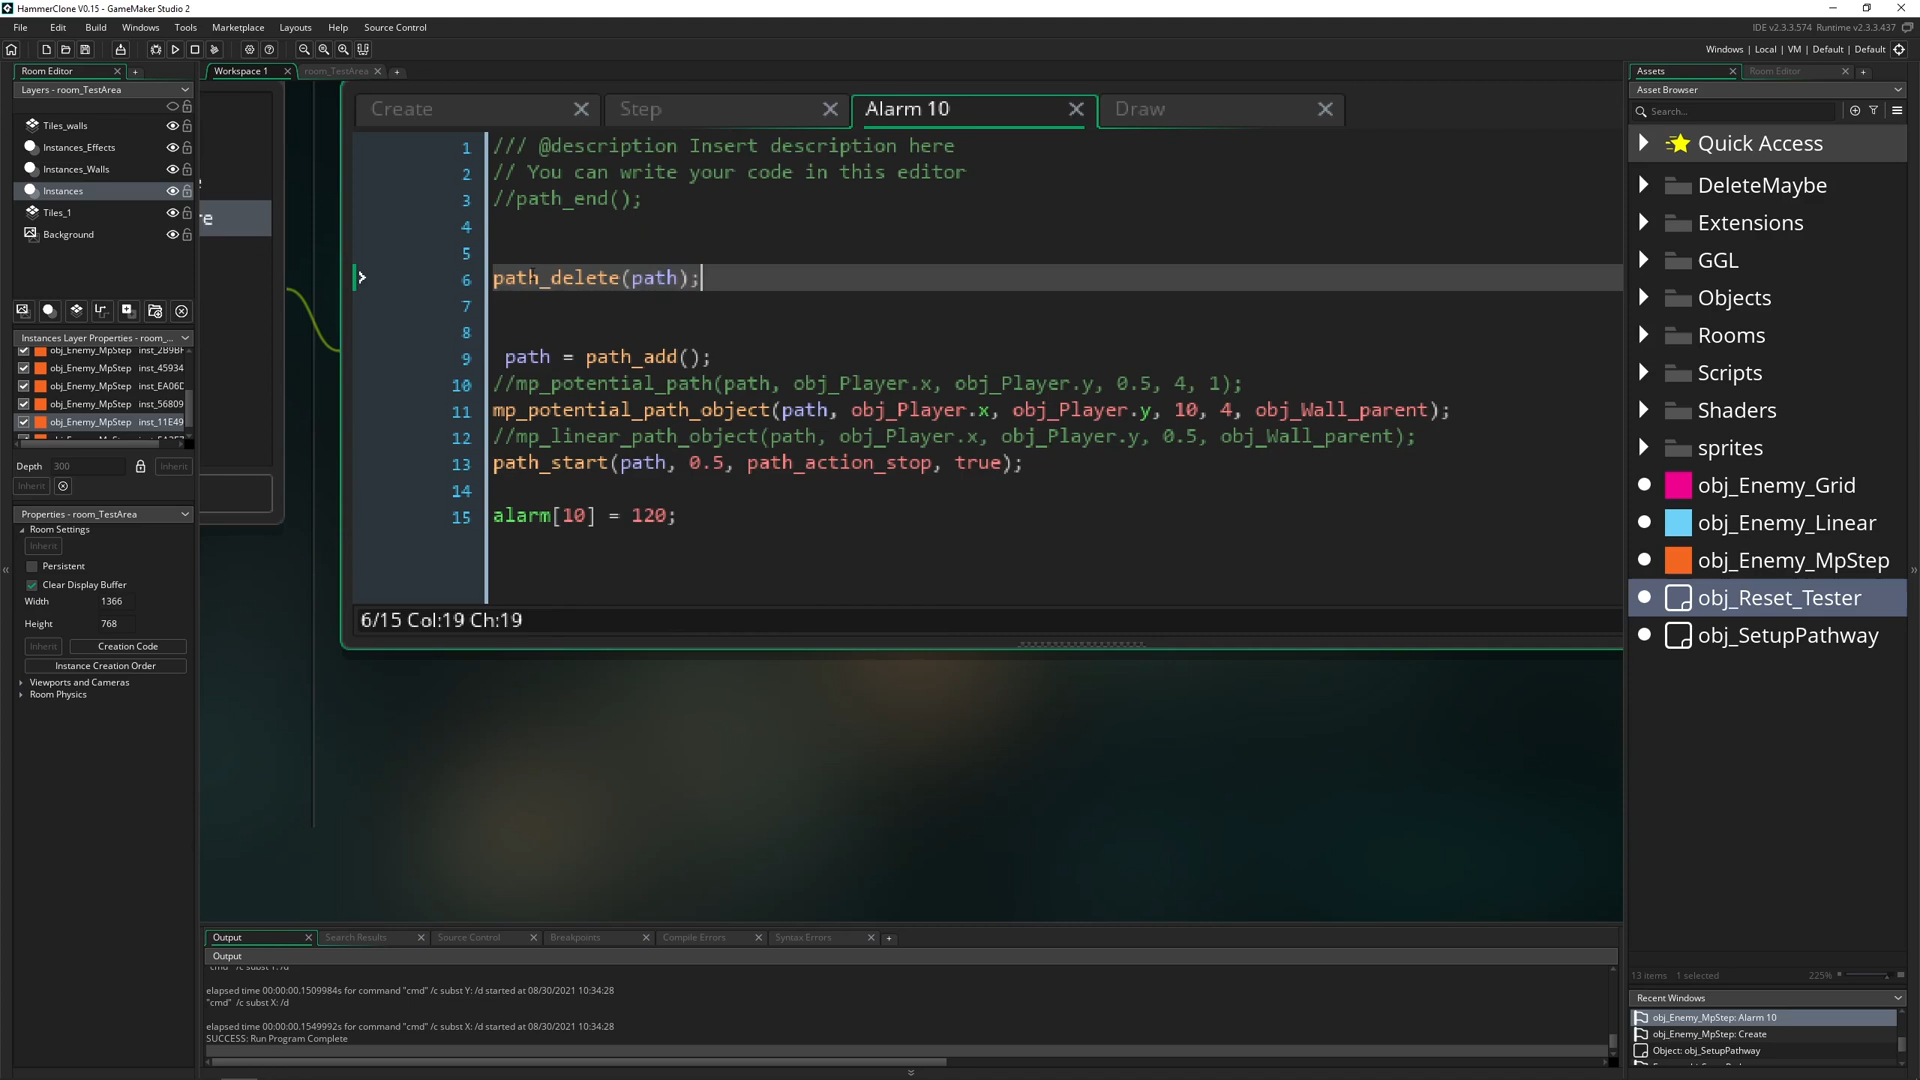 HammerClone V0.15 - GameMaker Studio 2
File Edit Build Windows Tools Marketplace Layouts Source Control
IDE v2.3.3.574 Runtime v2.3.3.437
Windows | Local | VM | Default | Default
Room Editor
Layers - room_TestArea
Tiles_walls
Instances_Effects
Instances_Walls
Instances
Tiles_1
Background
Instances Layer Properties - room_...
obj_Enemy_MpStep inst_2B9BF
obj_Enemy_MpStep inst_45934
obj_Enemy_MpStep inst_EA06D
obj_Enemy_MpStep inst_56809
obj_Enemy_MpStep inst_11E49
Depth 300 Inherit
Inherit
Properties - room_TestArea
Room Settings
Inherit
Persistent
Clear Display Buffer
Width 1366
Height 768
Inherit Creation Code
Instance Creation Order
Viewports and Cameras
Room Physics
Workspace 1 room_TestArea
re
Create Step Alarm 10 Draw
1 /// @description Insert description here
2 // You can write your code in this editor
3 //path_end();
4
5
6 path_delete(path);
7
8
9 path = path_add();
10 //mp_potential_path(path, obj_Player.x, obj_Player.y, 0.5, 4, 1);
11 mp_potential_path_object(path, obj_Player.x, obj_Player.y, 10, 4, obj_Wall_parent);
12 //mp_linear_path_object(path, obj_Player.x, obj_Player.y, 0.5, obj_Wall_parent);
13 path_start(path, 0.5, path_action_stop, true);
14
15 alarm[10] = 120;
6/15 Col:19 Ch:19
Output Search Results Source Control Breakpoints Compile Errors Syntax Errors
Output
"cmd" /c subst Y: /d
elapsed time 00:00:00.1509984s for command "cmd" /c subst Y: /d started at 08/30/2021 10:34:28
"cmd" /c subst X: /d
elapsed time 00:00:00.1549992s for command "cmd" /c subst X: /d started at 08/30/2021 10:34:28
SUCCESS: Run Program Complete
Assets Room Editor
Asset Browser
Search...
Quick Access
DeleteMaybe
Extensions
GGL
Objects
Rooms
Scripts
Shaders
sprites
obj_Enemy_Grid
obj_Enemy_Linear
obj_Enemy_MpStep
obj_Reset_Tester
obj_SetupPathway
13 items 1 selected 225%
Recent Windows
obj_Enemy_MpStep: Alarm 10
obj_Enemy_MpStep: Create
Object: obj_SetupPathway